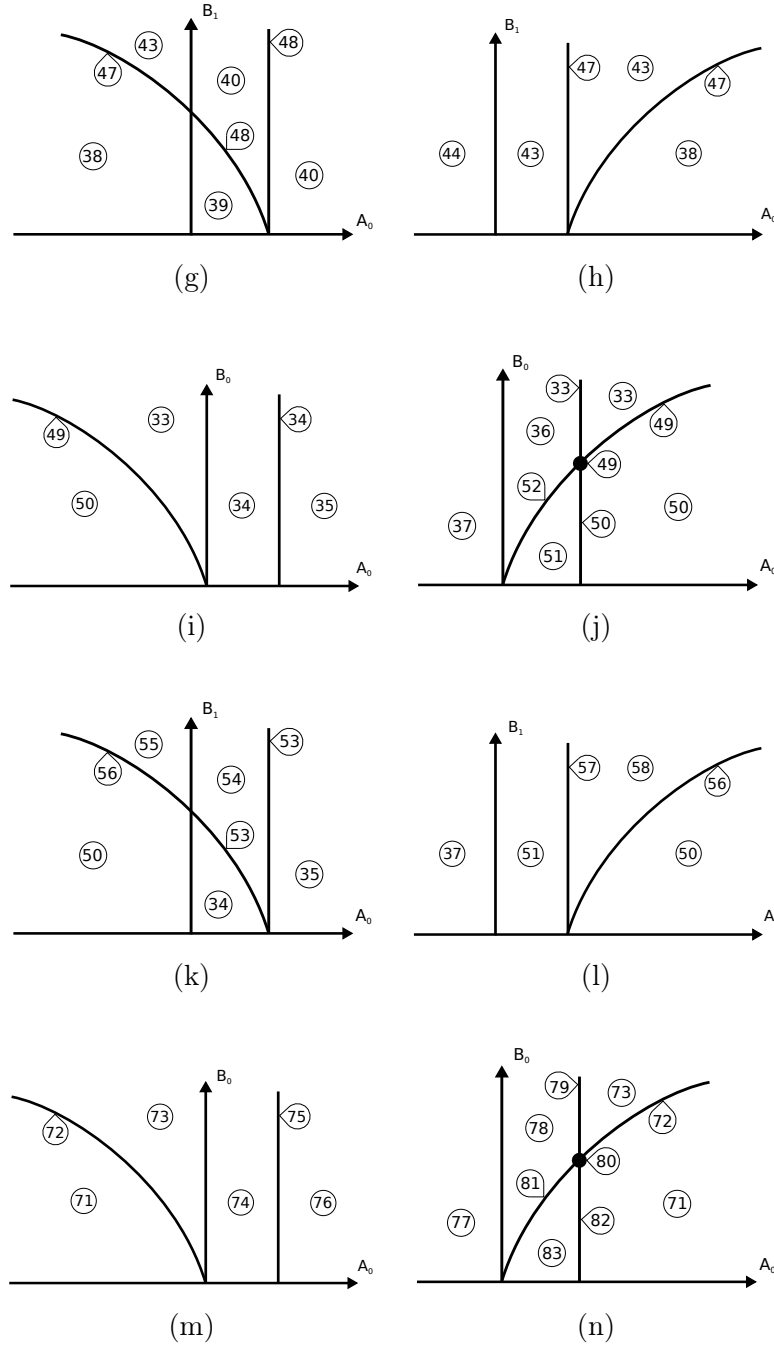 B₁
B₁
43
48
47
40
47
43
47
48
38
44
43
38
40
39
A₀
A₀
(g)
(h)
B₀
B₀
33
33
33
49
34
36
49
49
50
34
35
52
50
37
50
51
A₀
A₀
(i)
(j)
B₁
B₁
55
53
56
54
57
58
56
53
50
37
51
50
35
34
A₀
A
(k)
(l)
B₀
B₀
73
75
79
73
72
78
72
80
71
74
76
81
71
77
82
83
A₀
A₀
(m)
(n)